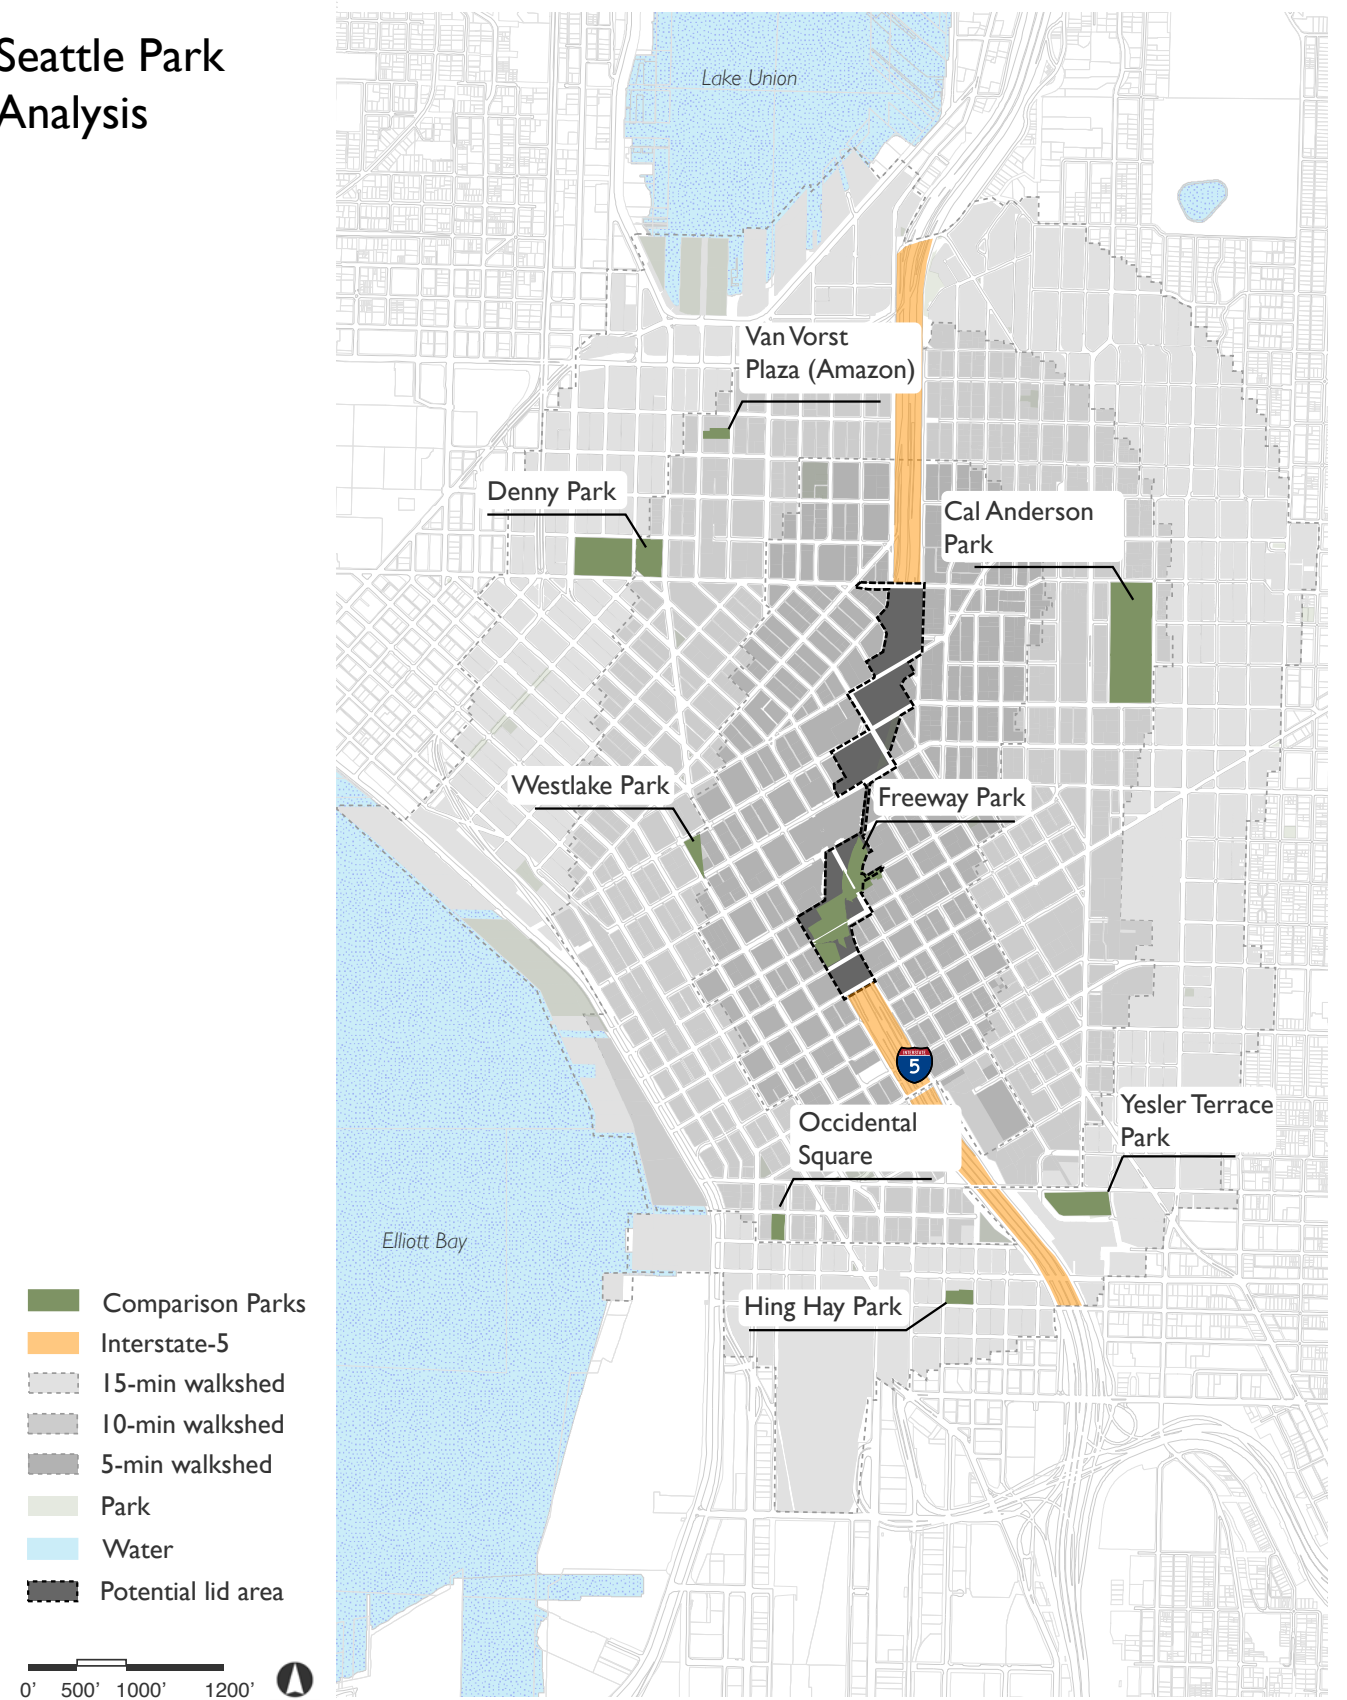 Seattle Park
Analysis
Lake Union
Van Vorst
Plaza (Amazon)
Denny Park
Cal Anderson
Park
Westlake Park
Freeway Park
INTERSTATE
5
Yesler Terrace
Park
Occidental
Square
Elliott Bay
Hing Hay Park
Comparison Parks
Interstate-5
15-min walkshed
10-min walkshed
5-min walkshed
Park
Water
Potential lid area
0' 500' 1000' 1200'